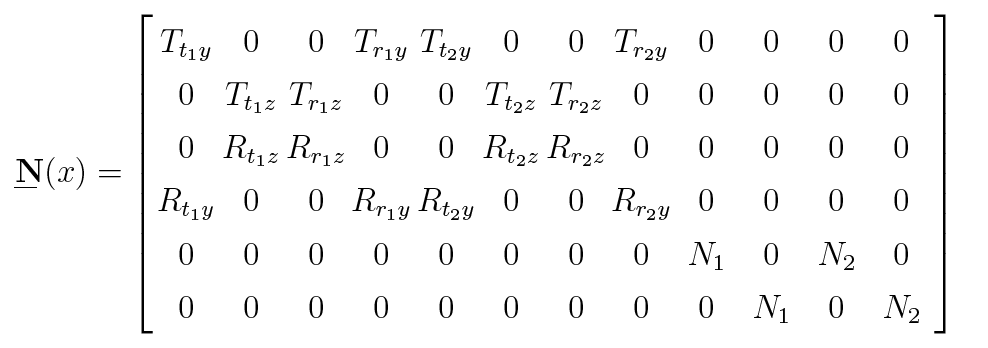 T_{t_1y} 0 0 T_{r_1y} T_{t_2y} 0 0 T_{r_2y} 0 0 0 0
0 T_{t_1z} T_{r_1z} 0 0 T_{t_2z} T_{r_2z} 0 0 0 0 0
0 R_{t_1z} R_{r_1z} 0 0 R_{t_2z} R_{r_2z} 0 0 0 0 0
N(x) =
R_{t_1y} 0 0 R_{r_1y} R_{t_2y} 0 0 R_{r_2y} 0 0 0 0
0 0 0 0 0 0 0 0 N_1 0 N_2 0
0 0 0 0 0 0 0 0 0 N_1 0 N_2